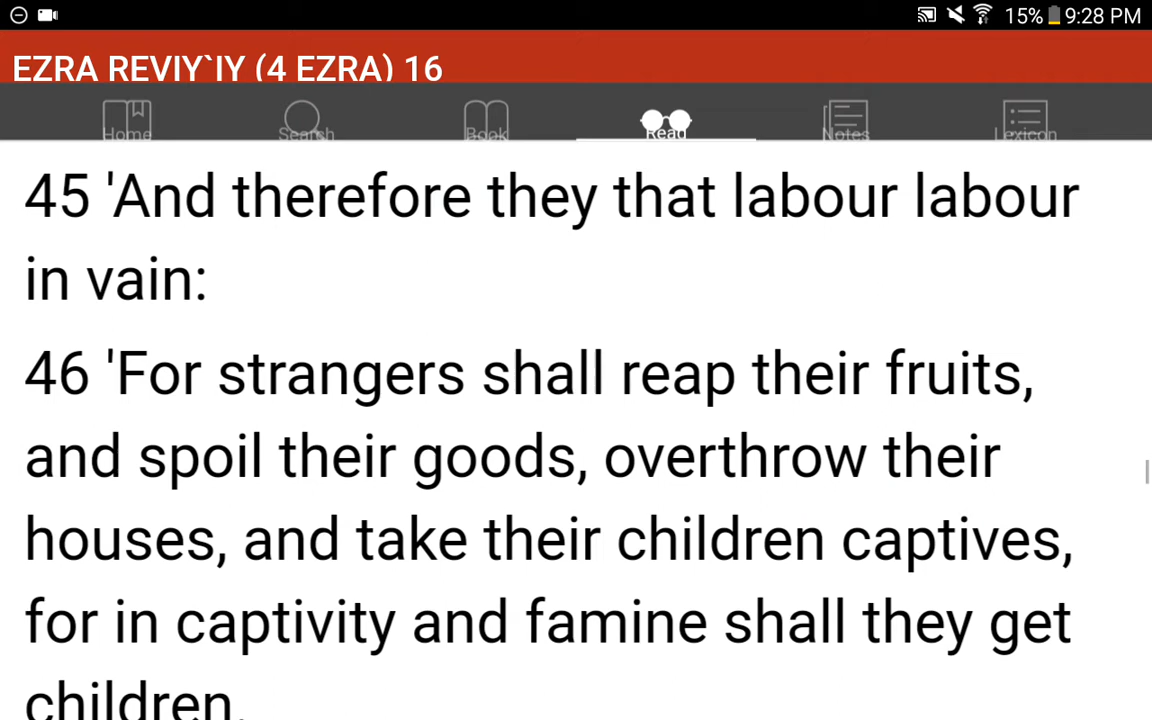 15% 9:28 PM
EZRA REVIY`IY (4 EZRA) 16
Home Search Book Read Notes Lexicon
45 'And therefore they that labour labour
in vain:
46 'For strangers shall reap their fruits,
and spoil their goods, overthrow their
houses, and take their children captives,
for in captivity and famine shall they get
children.